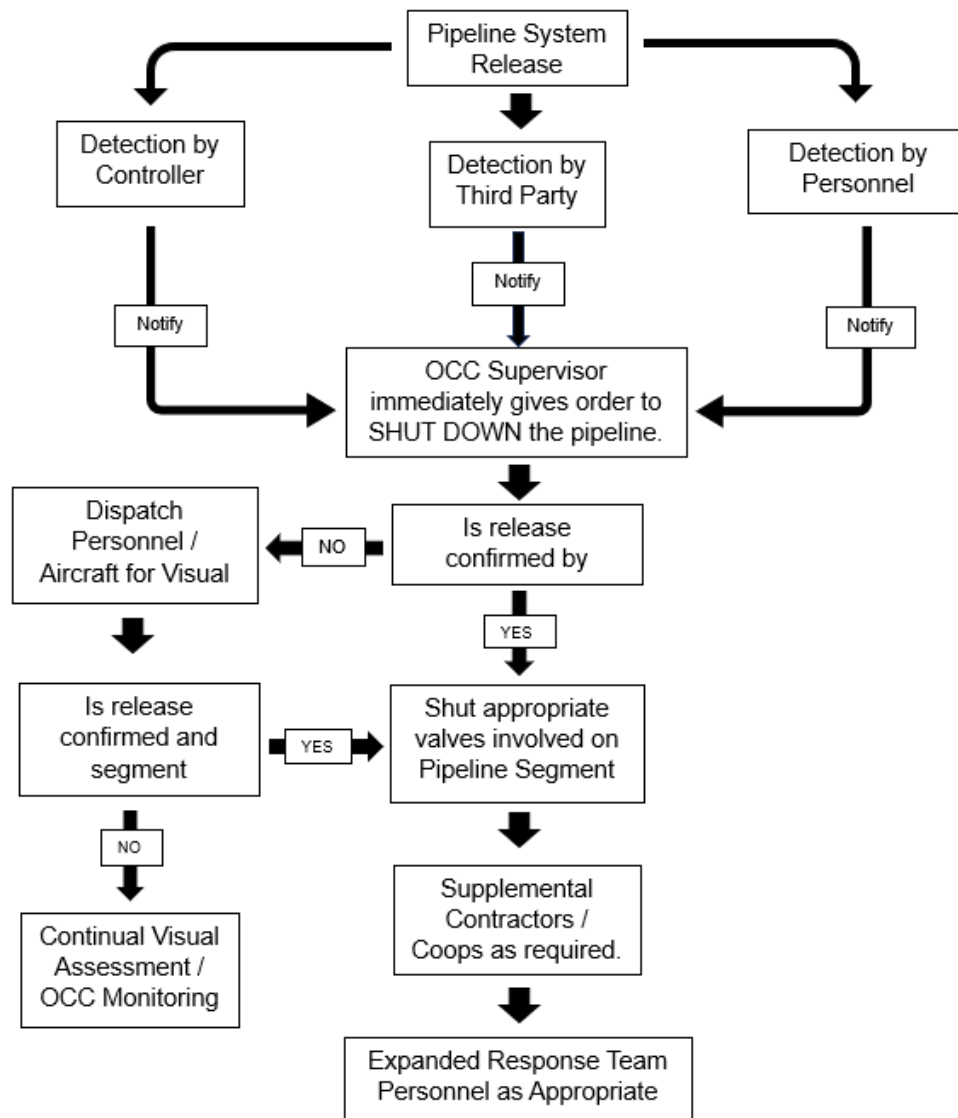 Pipeline System
Release
Detection by
Controller
Detection by
Third Party
Detection by
Personnel
Notify
Notify
Notify
OCC Supervisor
immediately gives order to
SHUT DOWN the pipeline.
Dispatch
Personnel /
Aircraft for Visual
NO
Is release
confirmed by
YES
Is release
confirmed and
segment
YES
Shut appropriate
valves involved on
Pipeline Segment
NO
Supplemental
Contractors /
Coops as required.
Continual Visual
Assessment /
OCC Monitoring
Expanded Response Team
Personnel as Appropriate